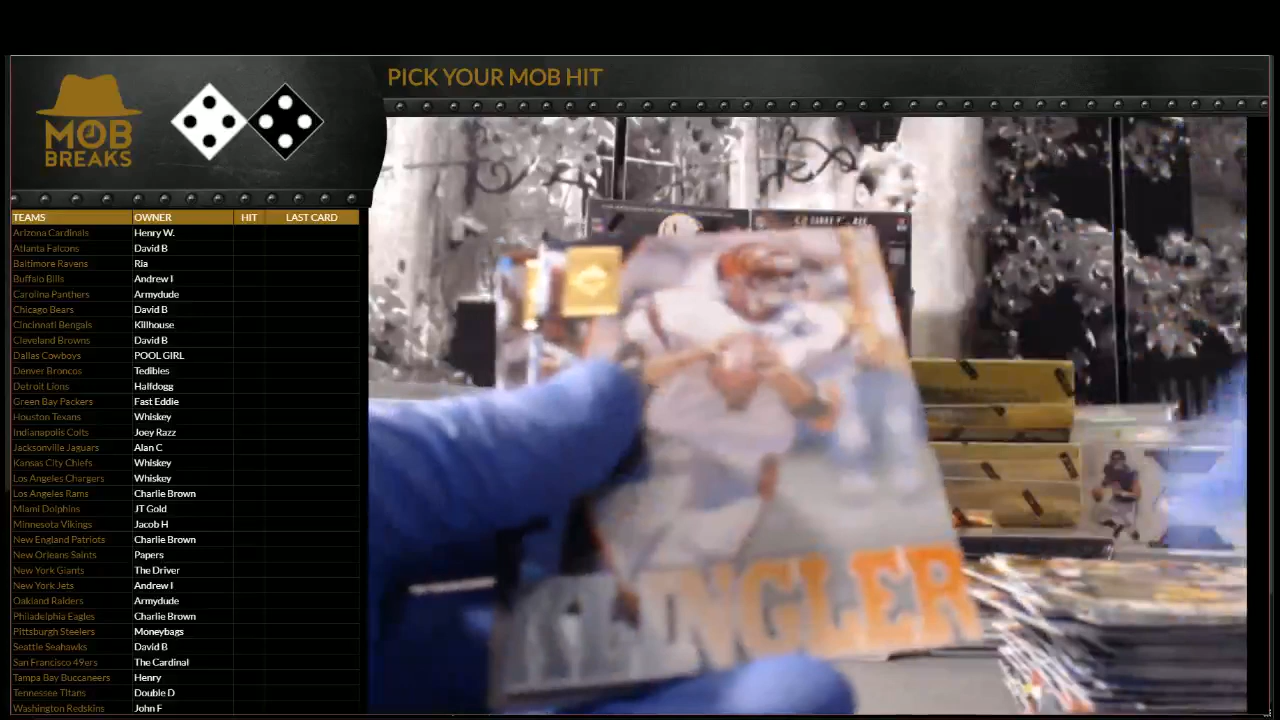 PICK YOUR MOB HIT
MOB
BREAKS
TEAMS OWNER HIT LAST CARD
Arizona Cardinals Henry W.
Atlanta Falcons David B
Baltimore Ravens Ria
Buffalo Bills Andrew I
Carolina Panthers Armydude
Chicago Bears David B
Cincinnati Bengals Killhouse
Cleveland Browns David B
Dallas Cowboys POOL GIRL
Denver Broncos Tedibles
Detroit Lions Halfdogg
Green Bay Packers Fast Eddie
Houston Texans Whiskey
Indianapolis Colts Joey Razz
Jacksonville Jaguars Alan C
Kansas City Chiefs Whiskey
Los Angeles Chargers Whiskey
Los Angeles Rams Charlie Brown
Miami Dolphins JT Gold
Minnesota Vikings Jacob H
New England Patriots Charlie Brown
New Orleans Saints Papers
New York Giants The Driver
New York Jets Andrew I
Oakland Raiders Armydude
Philadelphia Eagles Charlie Brown
Pittsburgh Steelers Moneybags
Seattle Seahawks David B
San Francisco 49ers The Cardinal
Tampa Bay Buccaneers Henry
Tennessee Titans Double D
Washington Redskins John F
KLINGLER